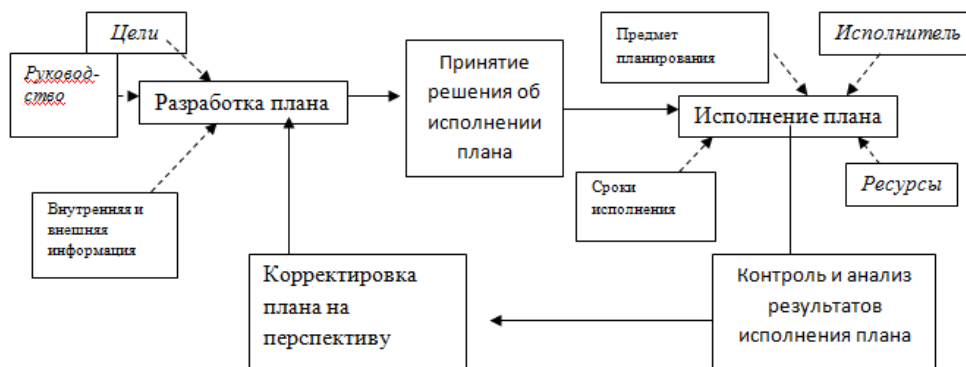 Цели
Руковод-
ство
Разработка плана
Внутренняя и
внешняя
информация
Принятие
решения об
исполнении
плана
Предмет
планирования
Исполнитель
Исполнение плана
Сроки
исполнения
Ресурсы
Корректировка
плана на
перспективу
Контроль и анализ
результатов
исполнения плана